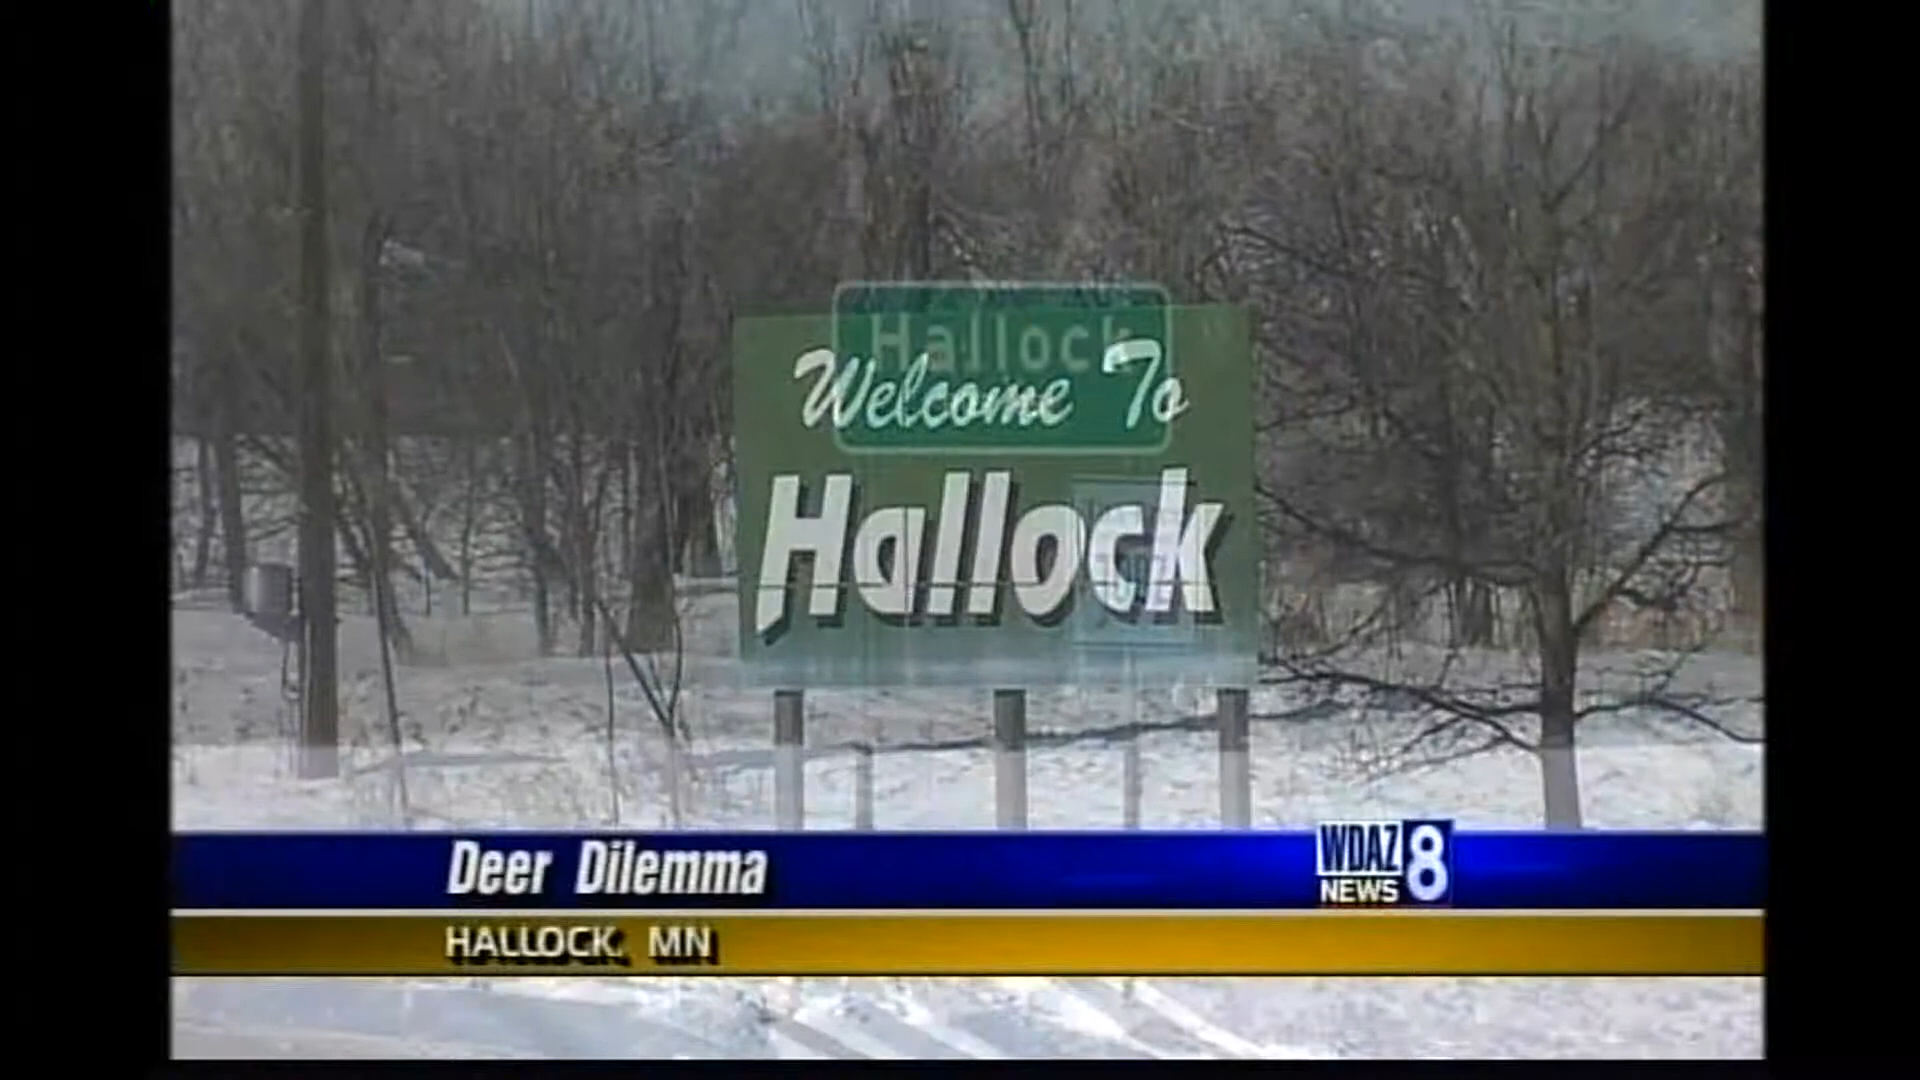 Hallock
Welcome To
Hallock
Deer Dilemma
WDAZ 8
NEWS
HALLOCK, MN